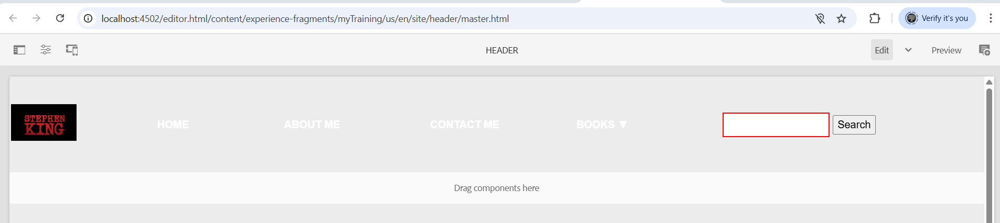 localhost:4502/editor.html/content/experience-fragments/myTraining/us/en/site/header/master.html
Verify it's you
HEADER
Edit
Preview
STEPHEN
KING
HOME
ABOUT ME
CONTACT ME
BOOKS ▼
Search
Drag components here